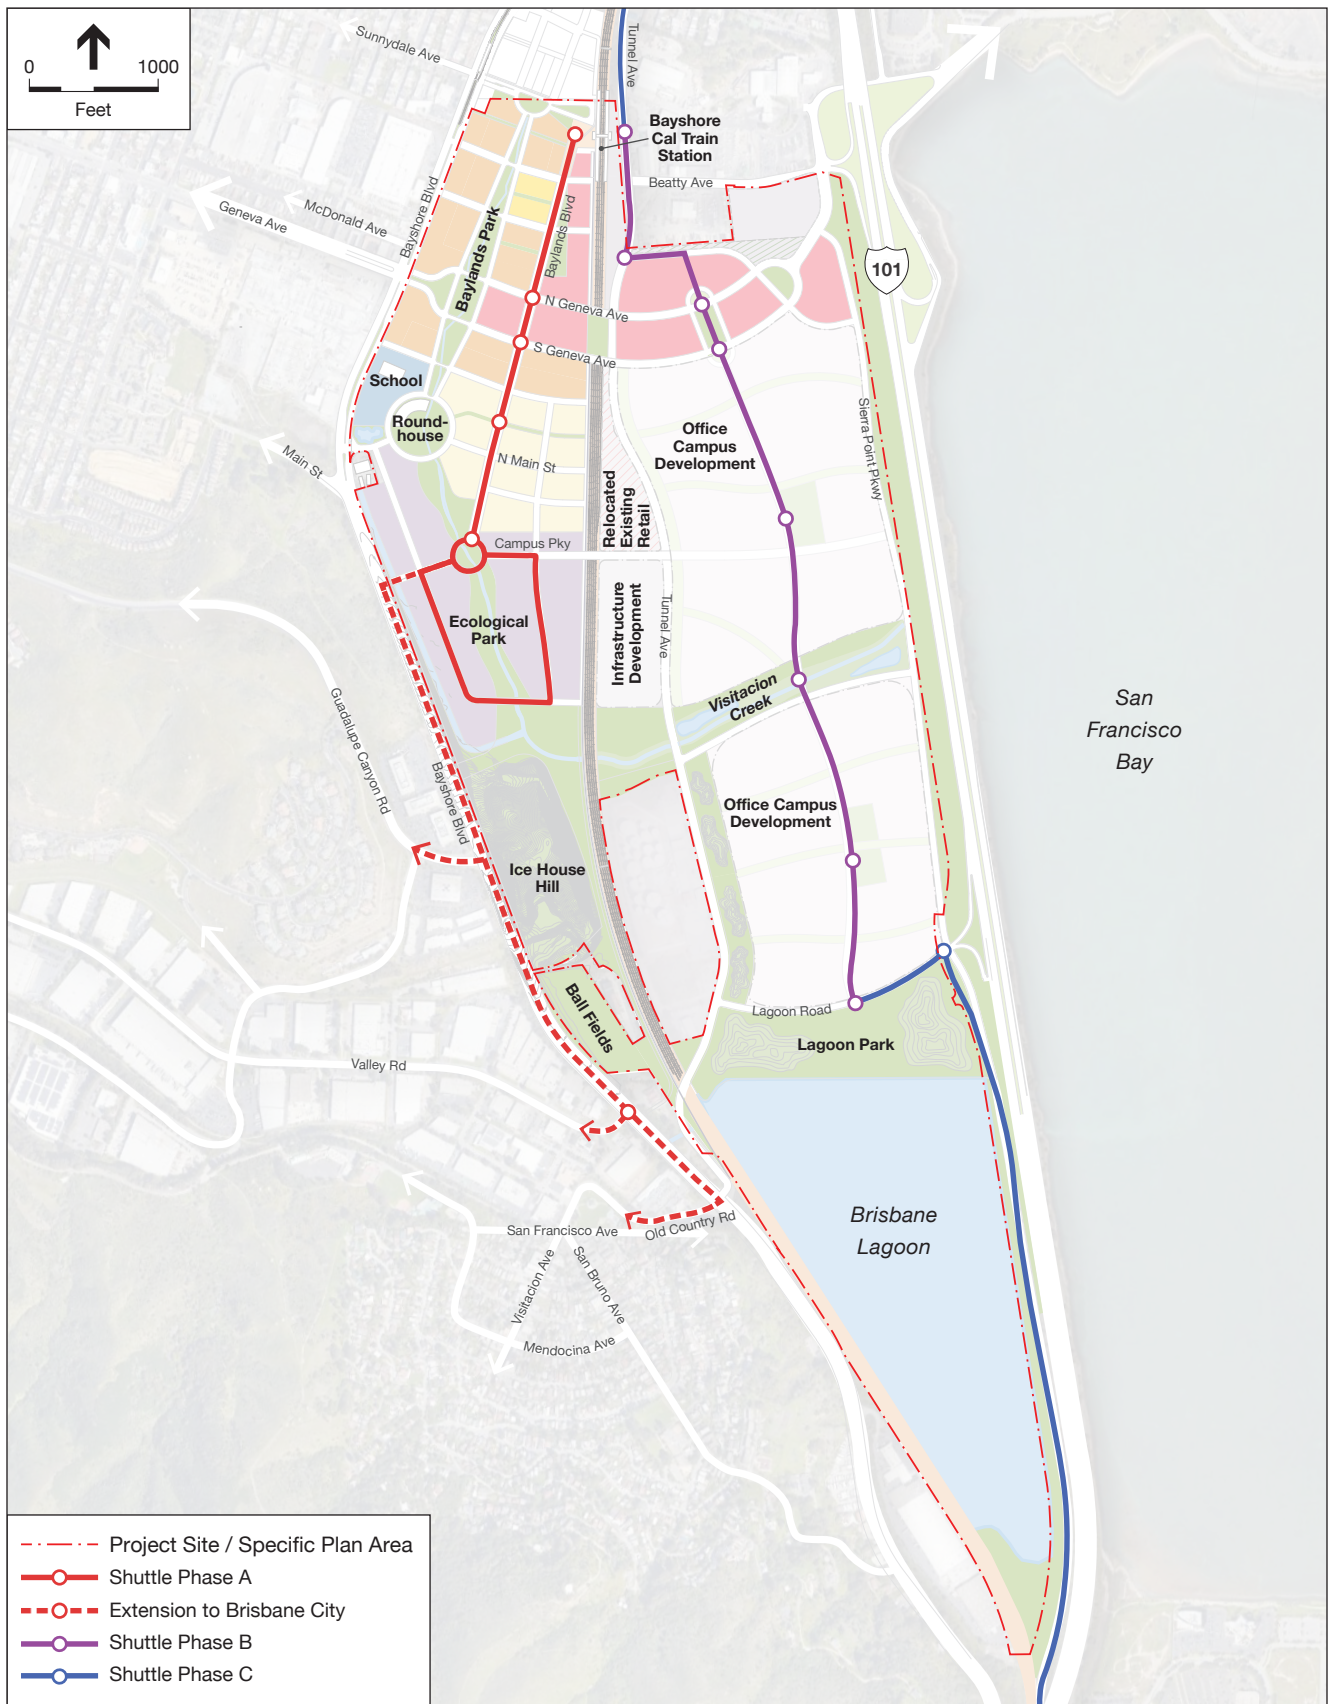 0
1000
Feet
Sunnydale Ave
Tunnel Ave
Bayshore
Cal Train
Station
Beatty Ave
Bayshore Blvd
McDonald Ave
Geneva Ave
Baylands Park
Baylands Blvd
101
N Geneva Ave
S Geneva Ave
School
Round-
house
Office
Campus
Development
Sierra Point Pkwy
Main St
N Main St
Relocated
Existing
Retail
Campus Pky
Ecological
Park
Infrastructure
Development
Tunnel Ave
Visitacion
Creek
San
Francisco
Bay
Guadalupe Canyon Rd
Bayshore Blvd
Office Campus
Development
Ice House
Hill
Ball Fields
Lagoon Road
Lagoon Park
Valley Rd
Brisbane
Lagoon
San Francisco Ave
Old Country Rd
Visitacion Ave
San Bruno Ave
Mendocina Ave
Project Site / Specific Plan Area
Shuttle Phase A
Extension to Brisbane City
Shuttle Phase B
Shuttle Phase C